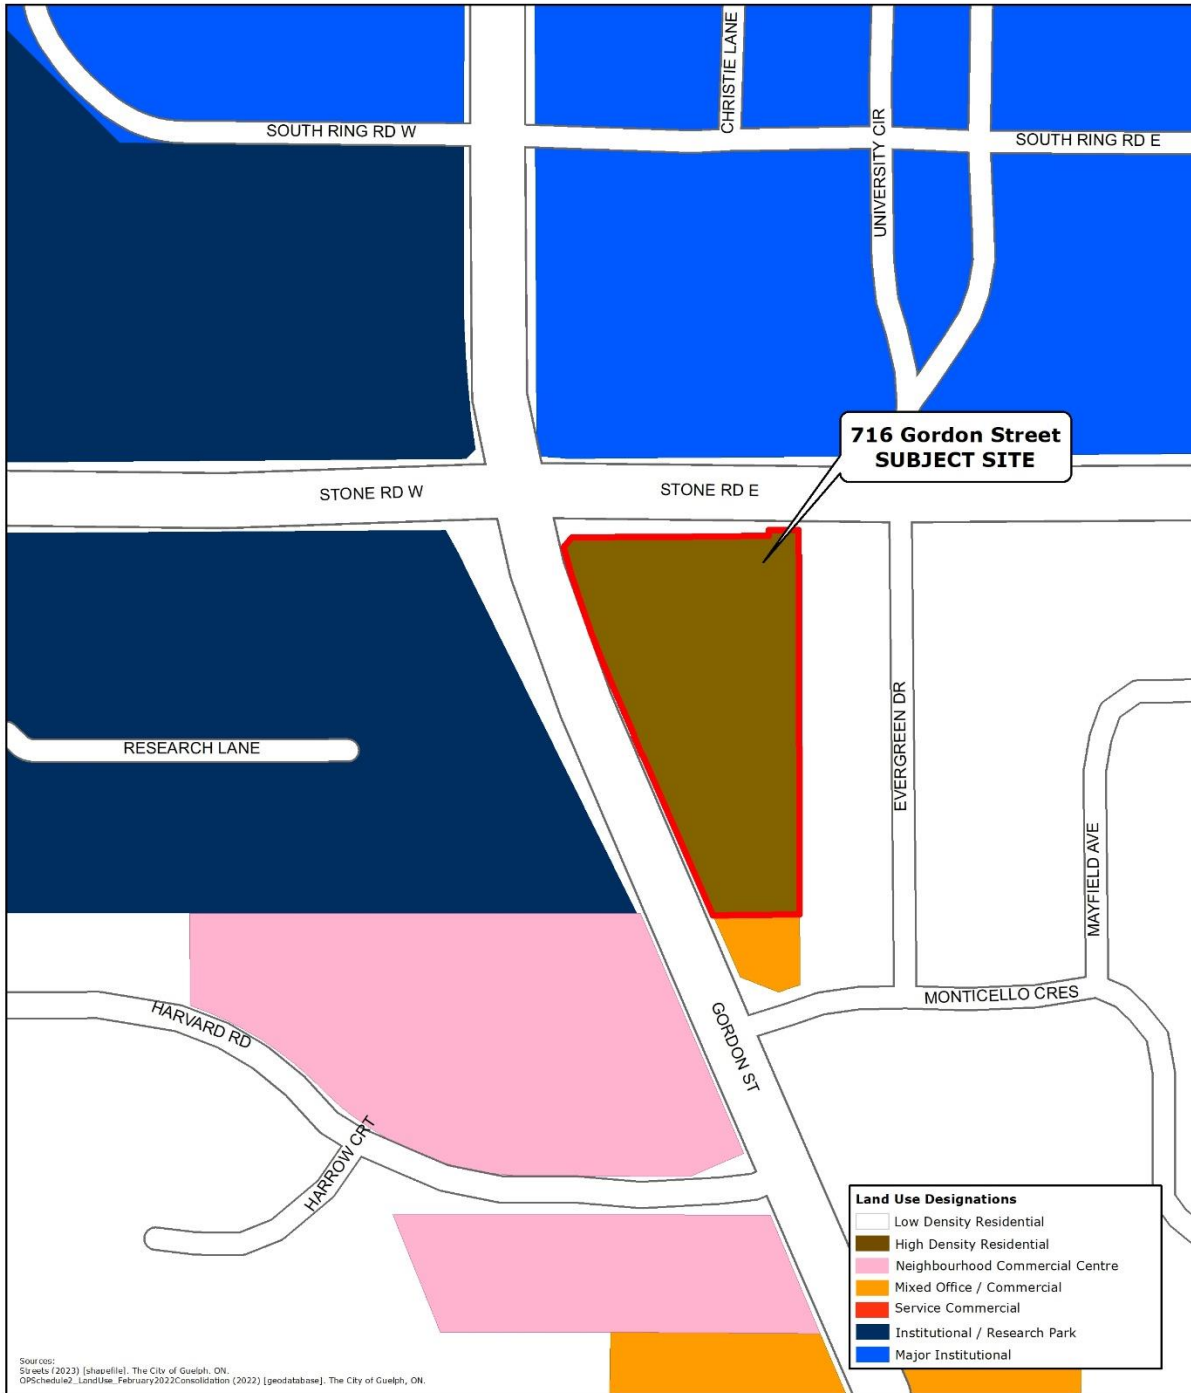 CHRISTIE LANE
SOUTH RING RD W
UNIVERSITY CIR
SOUTH RING RD E
716 Gordon Street
SUBJECT SITE
STONE RD W
STONE RD E
EVERGREEN DR
RESEARCH LANE
MAYFIELD AVE
MONTICELLO CRES
HARVARD RD
GORDON ST
HARROW CRT
Land Use Designations
Low Density Residential
High Density Residential
Neighbourhood Commercial Centre
Mixed Office / Commercial
Service Commercial
Institutional / Research Park
Major Institutional
Sources:
Streets (2023) [shapefile]. The City of Guelph, ON.
OPSchedule2_LandUse_February2022Consolidation (2022) [geodatabase]. The City of Guelph, ON.